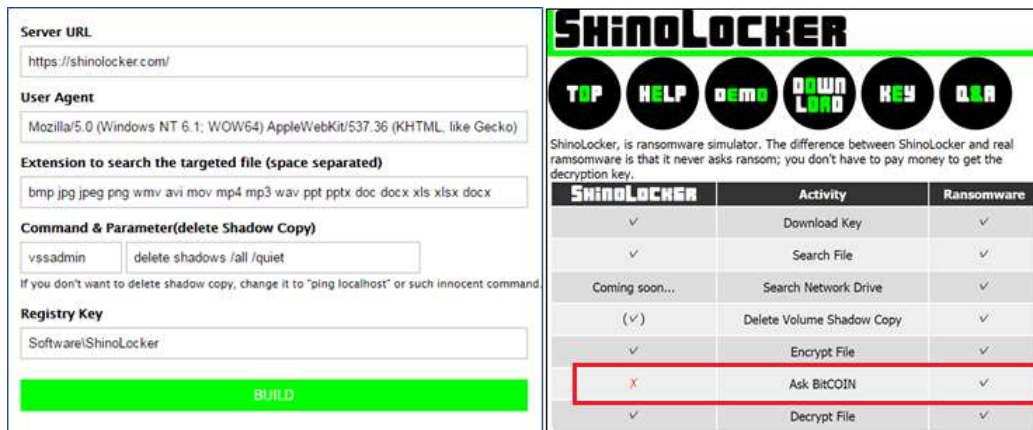 Server URL
https://shinolocker.com/
User Agent
Mozilla/5.0 (Windows NT 6.1; WOW64) AppleWebKit/537.36 (KHTML, like Gecko)
Extension to search the targeted file (space separated)
bmp jpg jpeg png wmv avi mov mp4 mp3 wav ppt pptx doc docx xls xlsx docx
Command & Parameter(delete Shadow Copy)
vssadmin delete shadows /all /quiet
If you don't want to delete shadow copy, change it to "ping localhost" or such innocent command.
Registry Key
Software\ShinoLocker
BUILD
SHiNOLOCKER
TOP HELP DEMO DOWNLOAD KEY Q&A
ShinoLocker, is ransomware simulator. The difference between ShinoLocker and real
ramsomware is that it never asks ransom; you don't have to pay money to get the
decryption key.
SHiNOLOCKER Activity Ransomware
✓ Download Key ✓
✓ Search File ✓
Coming soon... Search Network Drive ✓
(✓) Delete Volume Shadow Copy ✓
✓ Encrypt File ✓
✗ Ask BitCOIN ✓
✓ Decrypt File ✓